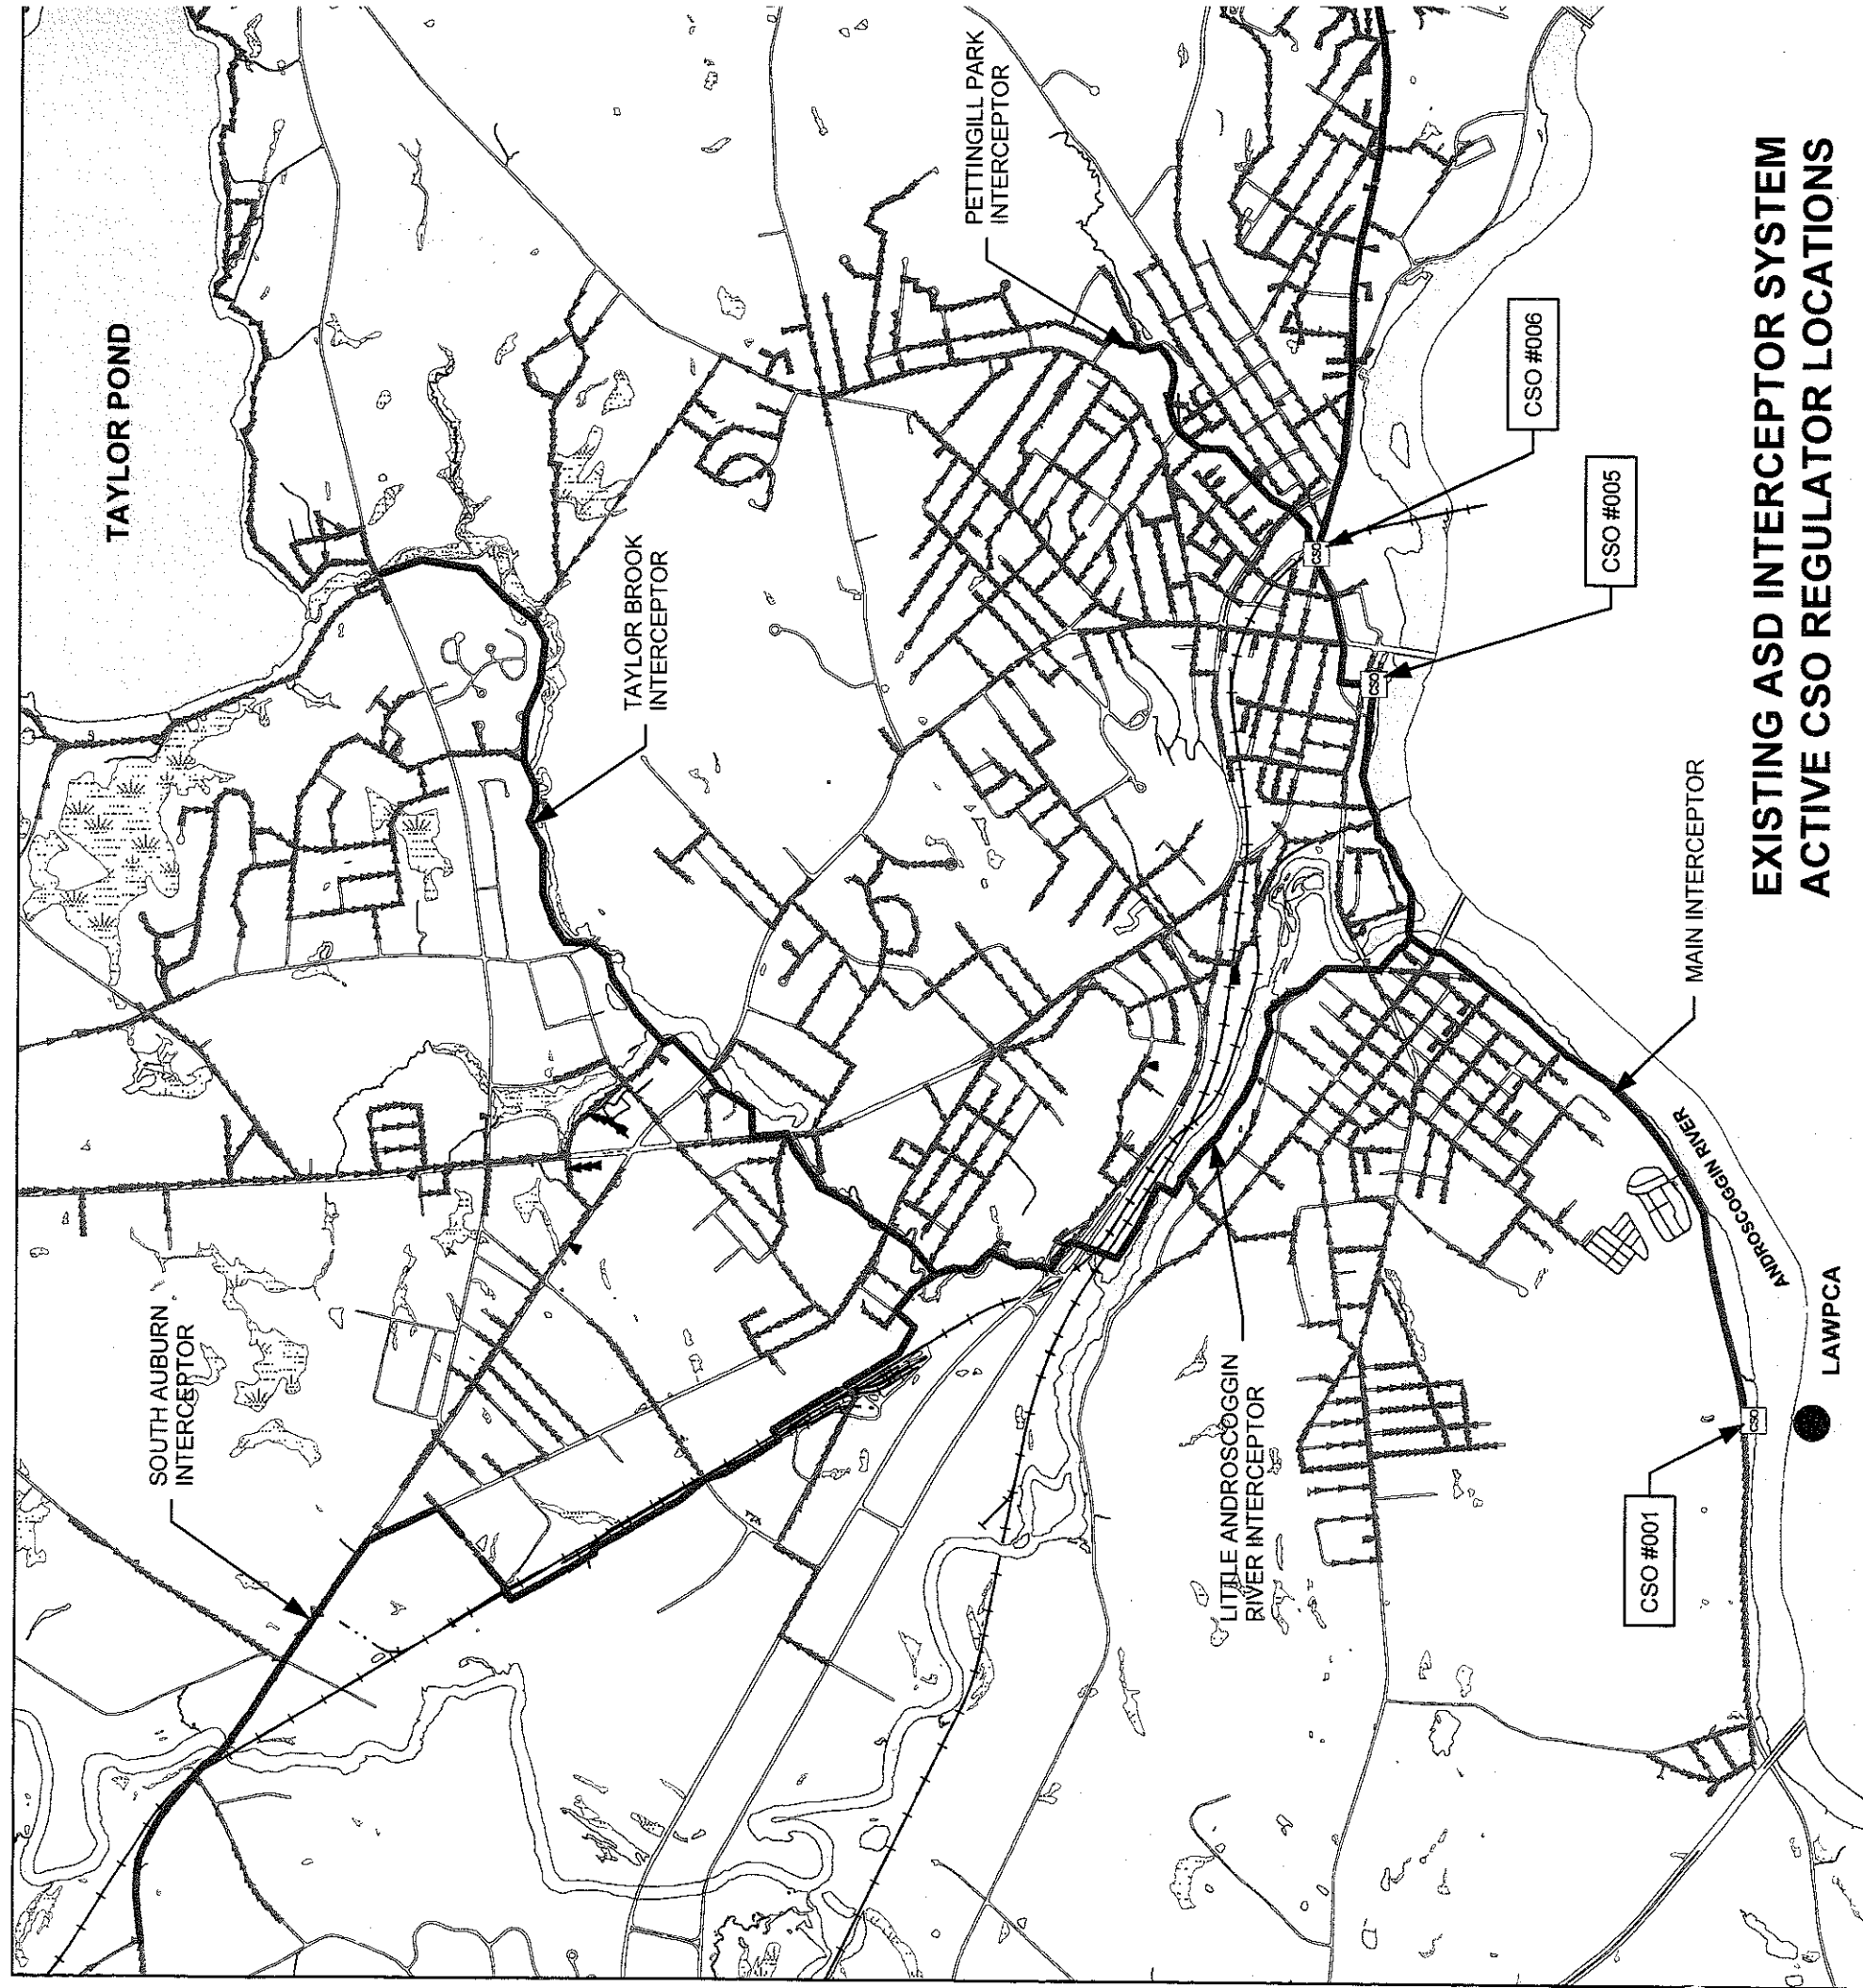 TAYLOR POND
SOUTH AUBURN
INTERCEPTOR
TAYLOR BROOK
INTERCEPTOR
PETTINGILL PARK
INTERCEPTOR
LITTLE ANDROSCOGGIN
RIVER INTERCEPTOR
CSO
CSO #006
CSO
CSO #005
MAIN INTERCEPTOR
ANDROSCOGGIN RIVER
CSO
CSO #001
LAWPCA
EXISTING ASD INTERCEPTOR SYSTEM
ACTIVE CSO REGULATOR LOCATIONS